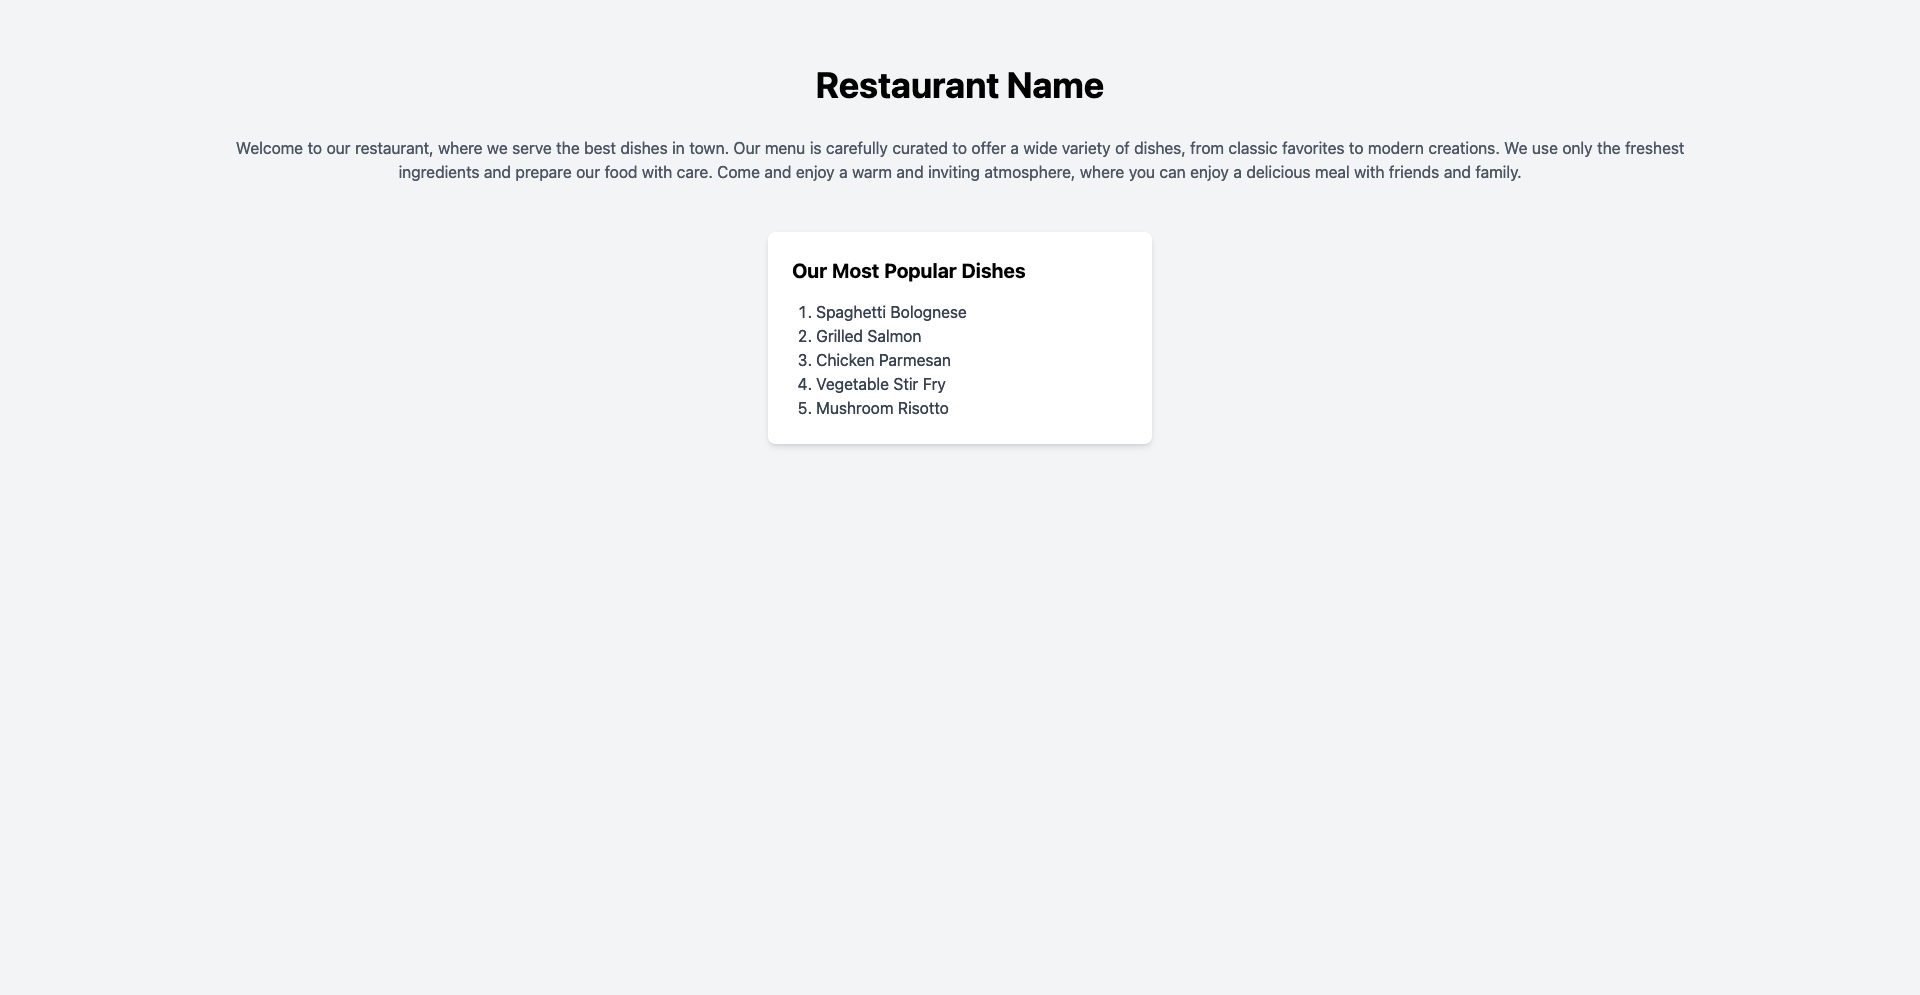 Restaurant Name
Welcome to our restaurant, where we serve the best dishes in town. Our menu is carefully curated to offer a wide variety of dishes, from classic favorites to modern creations. We use only the freshest
ingredients and prepare our food with care. Come and enjoy a warm and inviting atmosphere, where you can enjoy a delicious meal with friends and family.
Our Most Popular Dishes
1. Spaghetti Bolognese
2. Grilled Salmon
3. Chicken Parmesan
4. Vegetable Stir Fry
5. Mushroom Risotto